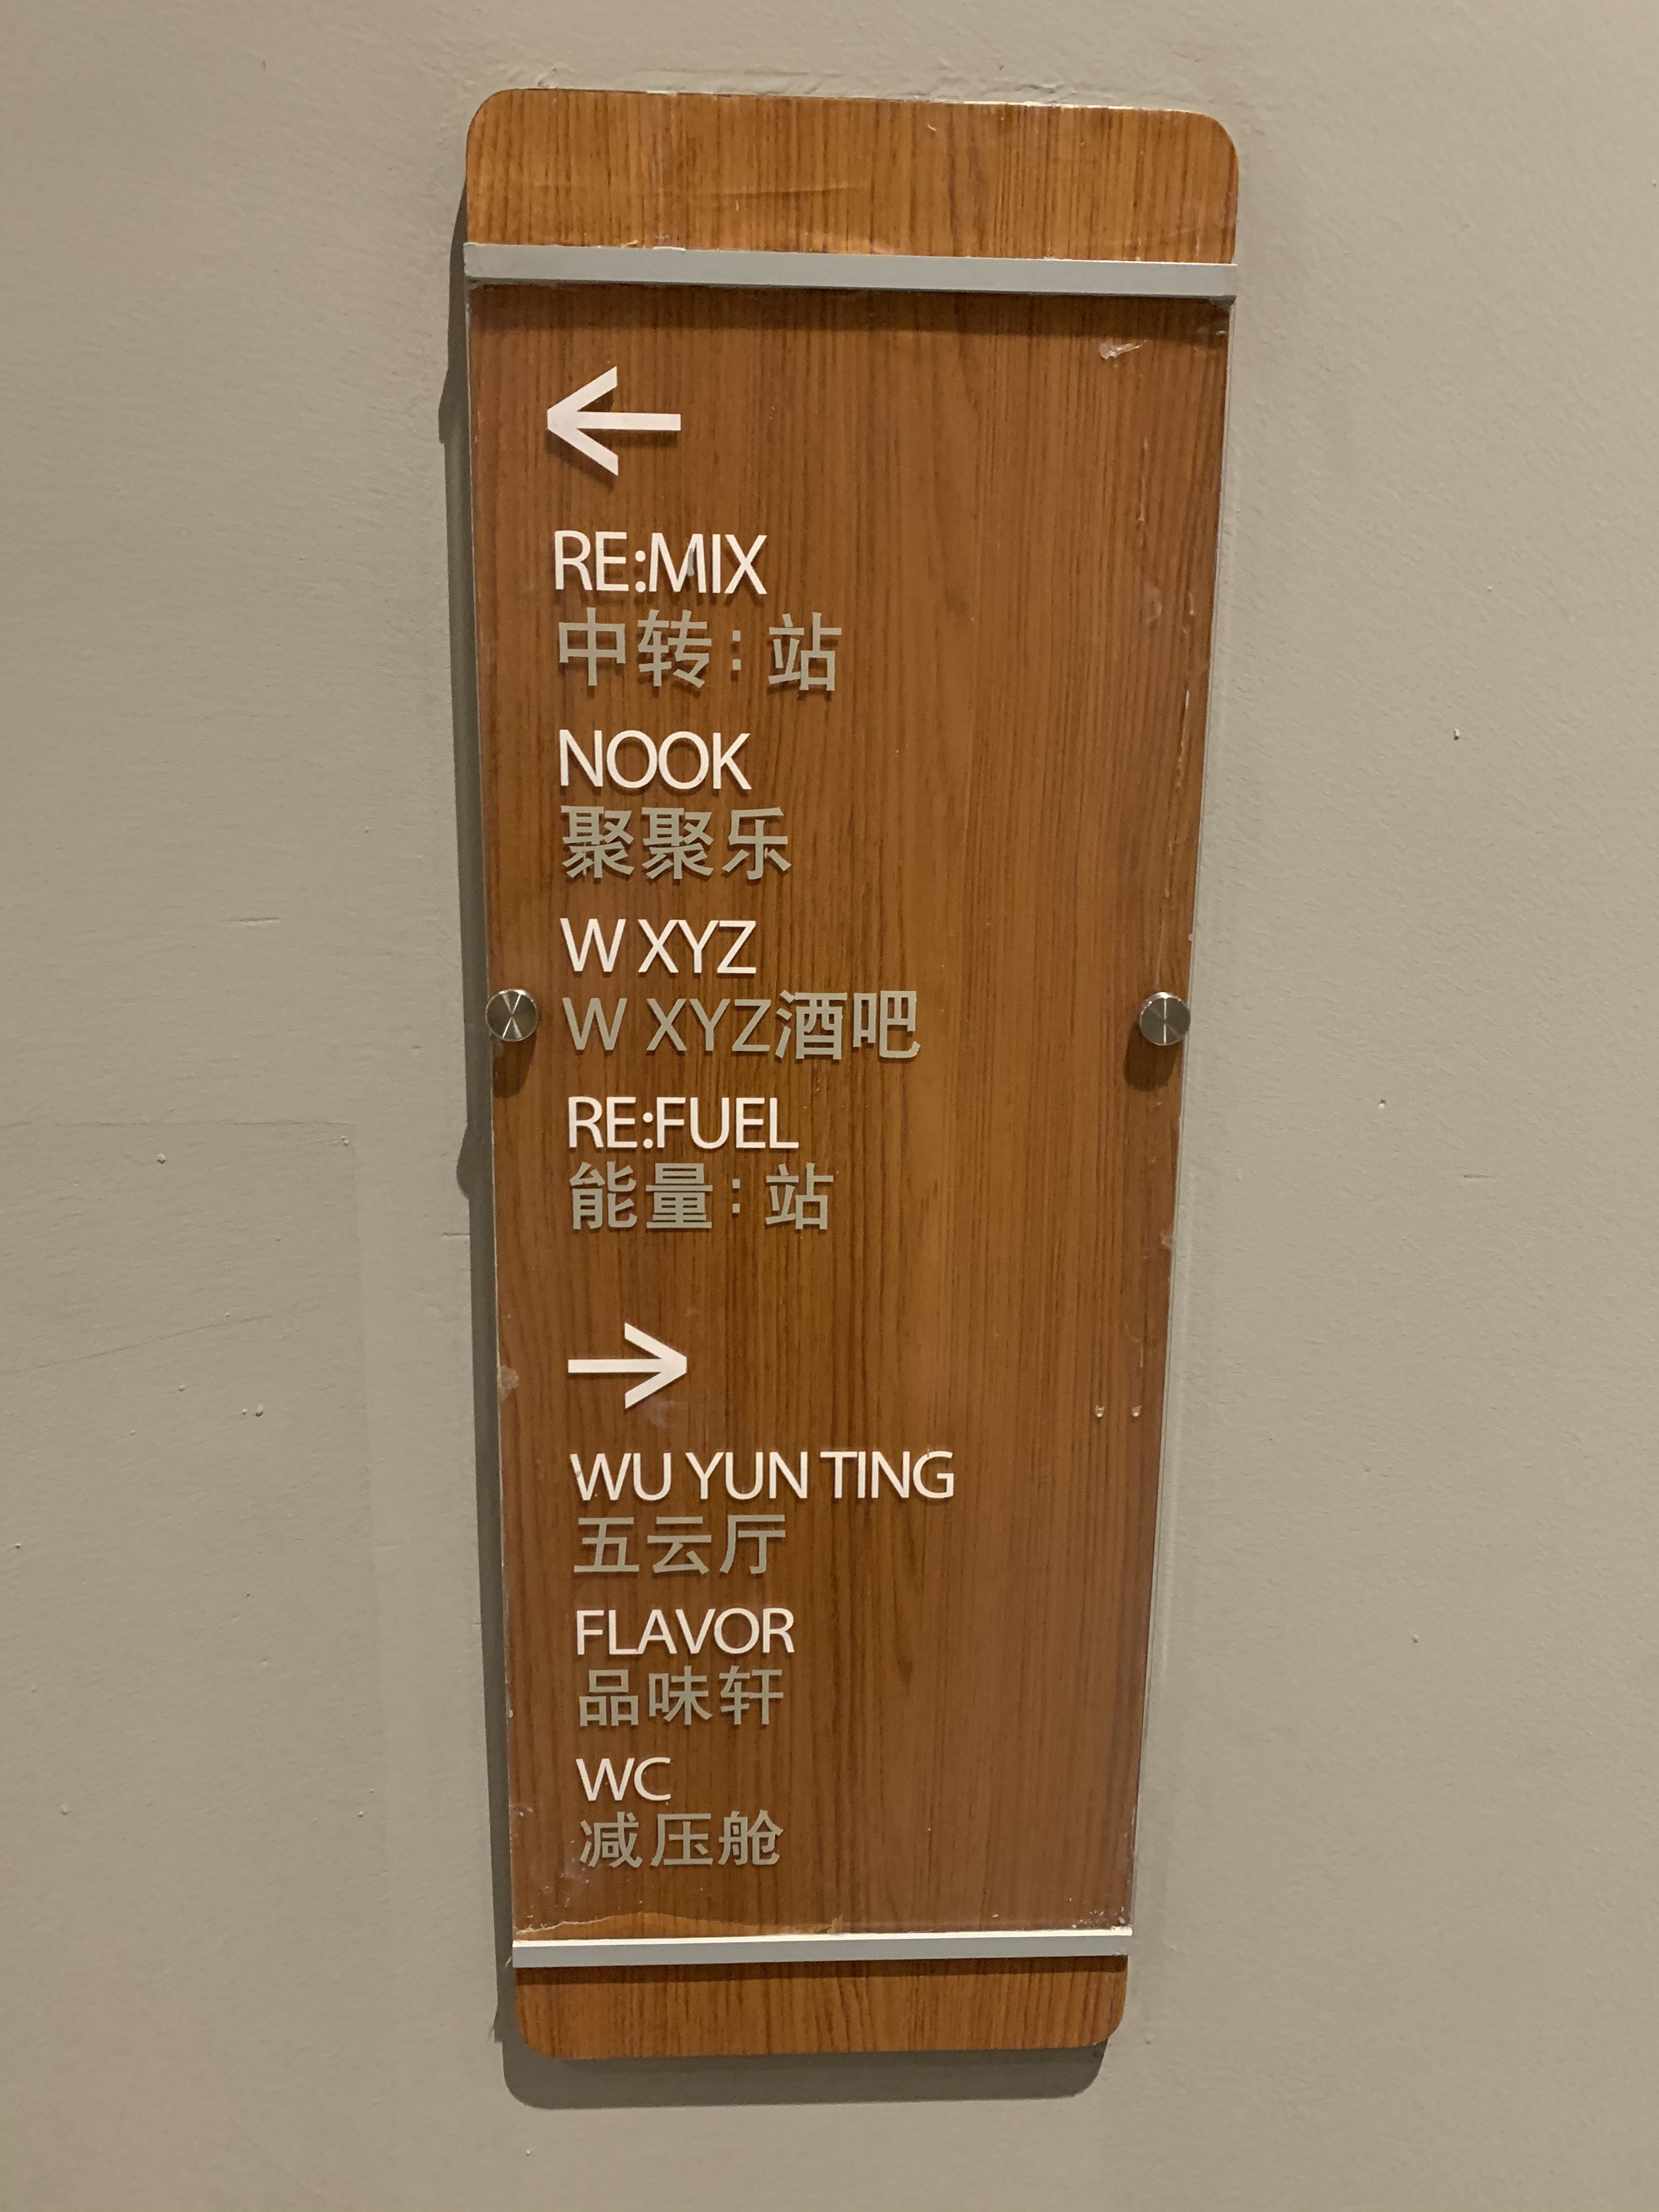 ←
RE:MIX
中转：站
NOOK
聚聚乐
W XYZ
W XYZ酒吧
RE:FUEL
能量：站
→
WU YUN TING
五云厅
FLAVOR
品味轩
WC
减压舱